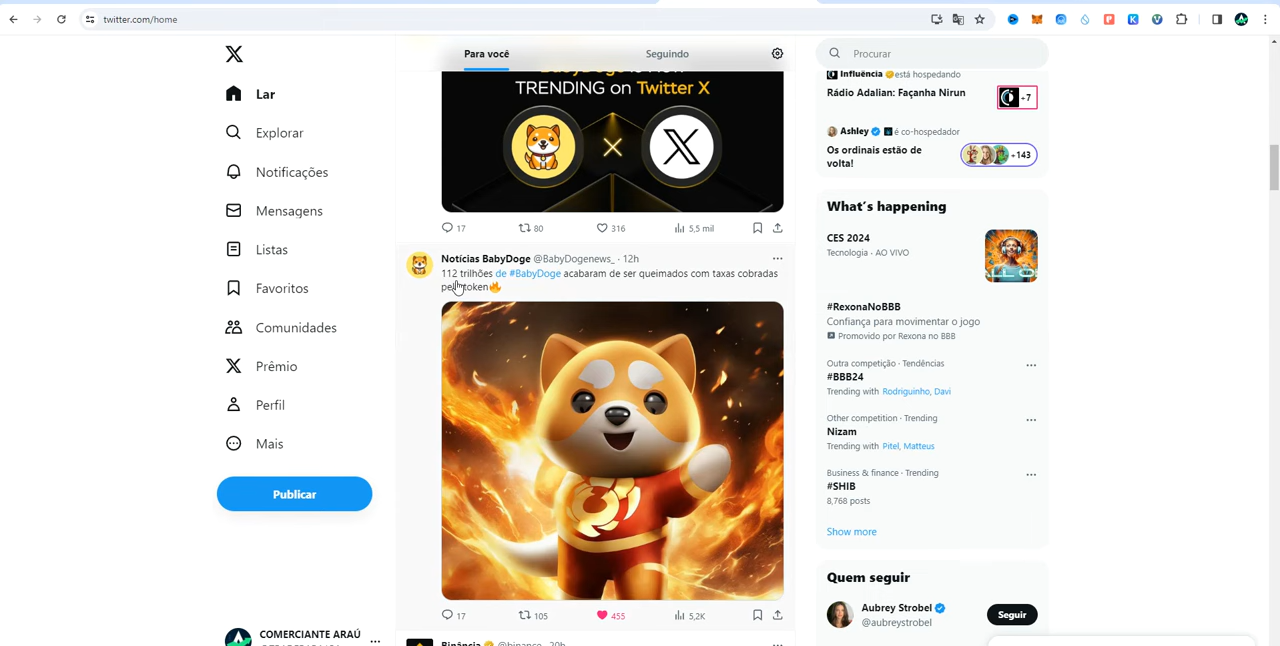 twitter.com/home
Lar
Explorar
Notificações
Mensagens
Listas
Favoritos
Comunidades
Prêmio
Perfil
Mais
Publicar
COMERCIANTE ARAÚ
Para você
Seguindo
TRENDING on Twitter X
17
80
316
5,5 mil
Notícias BabyDoge @BabyDogenews_ · 12h
112 trilhões de #BabyDoge acabaram de ser queimados com taxas cobradas
token🔥
17
105
455
5,2K
Binância @binance · 20h
Procurar
Influência está hospedando
Rádio Adalian: Façanha Nirun
+7
Ashley é co-hospedador
Os ordinais estão de
volta!
+143
What's happening
CES 2024
Tecnologia · AO VIVO
#RexonaNoBBB
Confiança para movimentar o jogo
Promovido por Rexona no BBB
Outra competição · Tendências
#BBB24
Trending with Rodriguinho, Davi
Other competition · Trending
Nizam
Trending with Pitel, Matteus
Business & finance · Trending
#SHIB
8,768 posts
Show more
Quem seguir
Aubrey Strobel
@aubreystrobel
Seguir